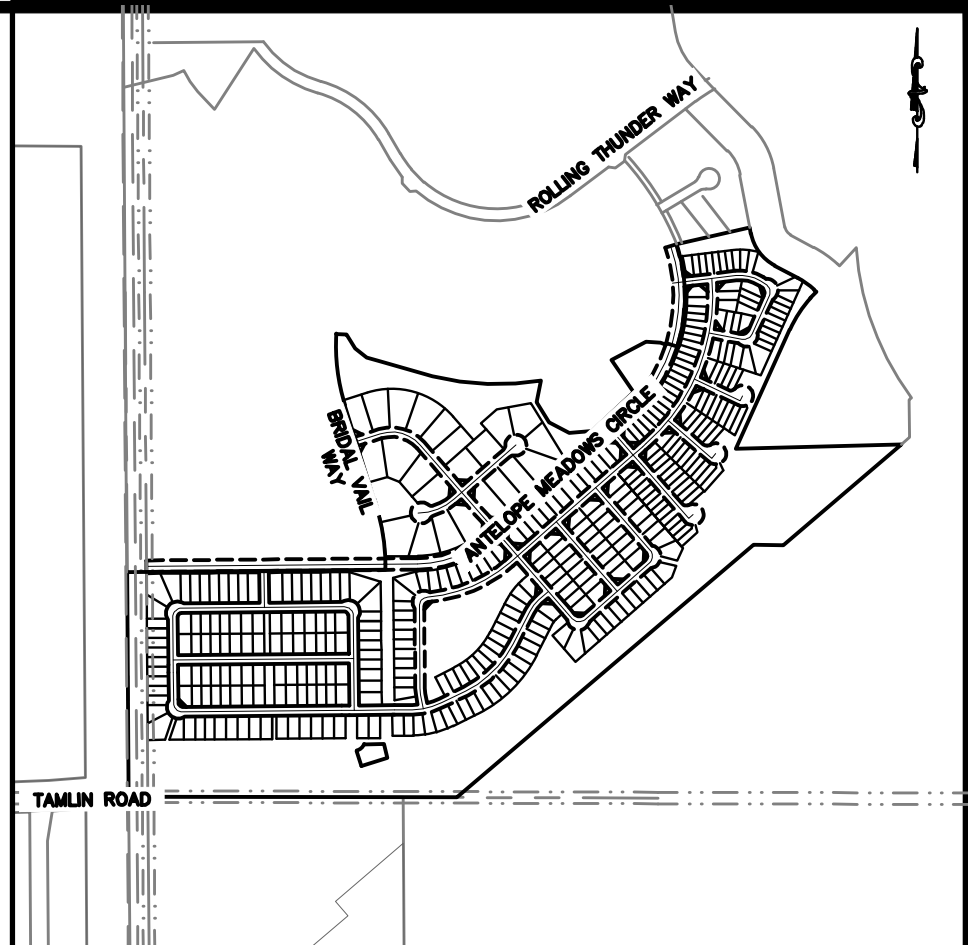 ROLLING THUNDER WAY
BRIDAL VAIL
WAY
ANTELOPE MEADOWS CIRCLE
TAMLIN ROAD